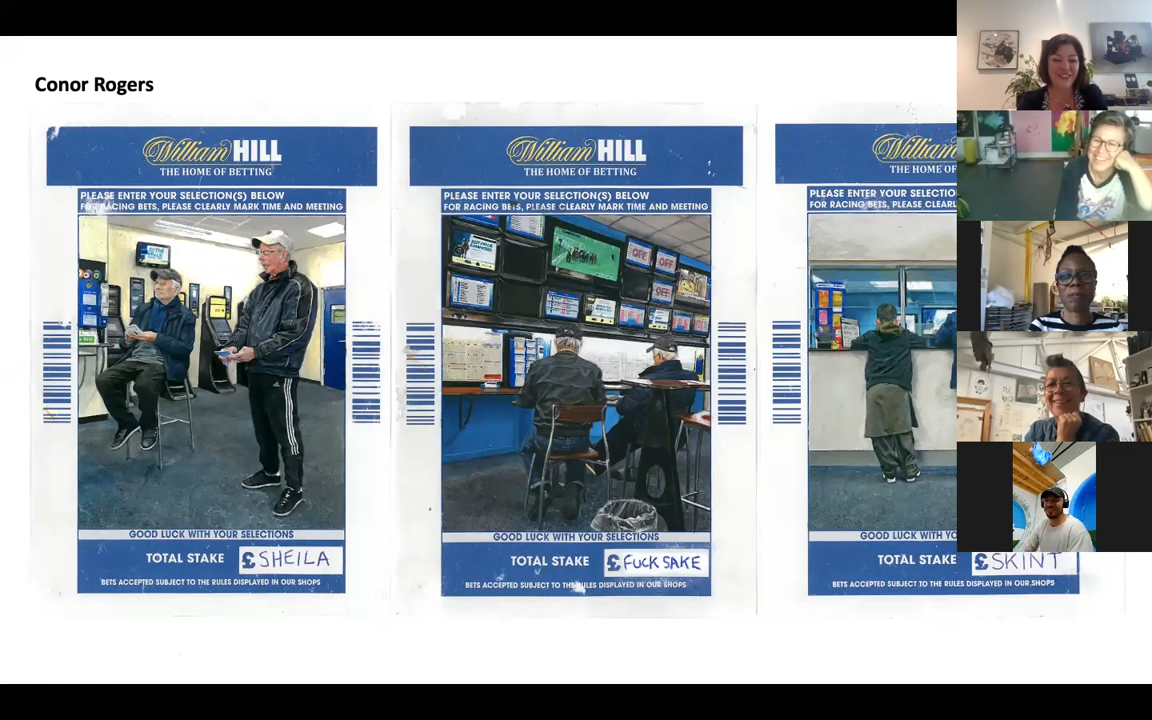 Conor Rogers
William HILL
THE HOME OF BETTING
PLEASE ENTER YOUR SELECTION(S) BELOW
FOR RACING BETS, PLEASE CLEARLY MARK TIME AND MEETING
GOOD LUCK WITH YOUR SELECTIONS
TOTAL STAKE £SHEILA
BETS ACCEPTED SUBJECT TO THE RULES DISPLAYED IN OUR SHOPS
William HILL
THE HOME OF BETTING
PLEASE ENTER YOUR SELECTION(S) BELOW
FOR RACING BETS, PLEASE CLEARLY MARK TIME AND MEETING
OFF OFF
OFF
GOOD LUCK WITH YOUR SELECTIONS
TOTAL STAKE £FUCK SAKE
BETS ACCEPTED SUBJECT TO THE RULES DISPLAYED IN OUR SHOPS
William
THE HOME OF
PLEASE ENTER YOUR
FOR RACING BETS, PLEASE
GOOD LUCK WITH
TOTAL STAKE £SKINT
BETS ACCEPTED SUBJECT TO THE RULES DISPLAYED IN OUR SHOPS